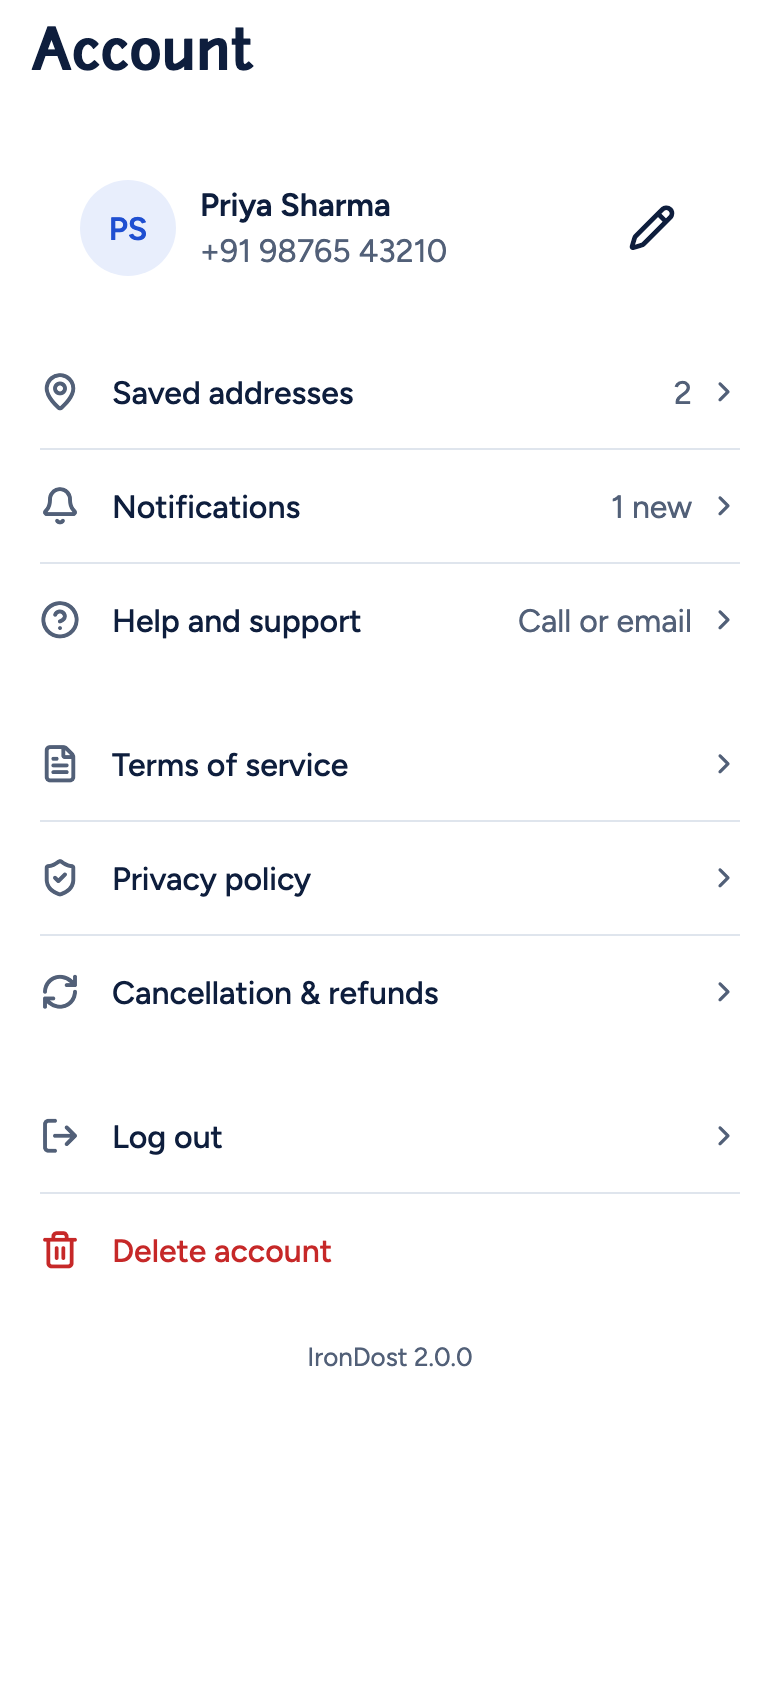 Account
PS
Priya Sharma
+91 98765 43210
Saved addresses 2
Notifications 1 new
Help and support Call or email
Terms of service
Privacy policy
Cancellation & refunds
Log out
Delete account
IronDost 2.0.0